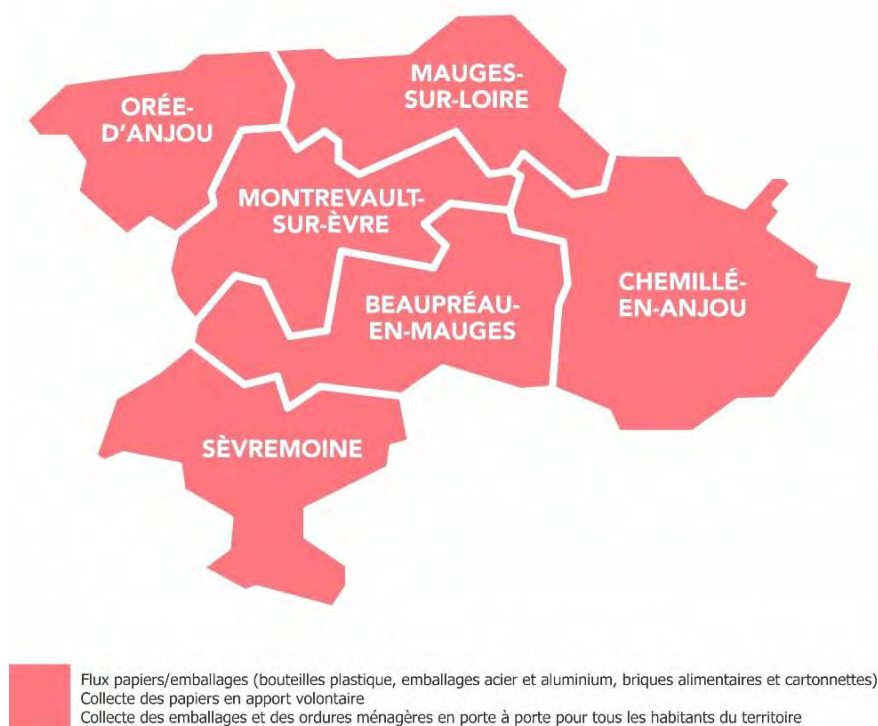 MAUGES-
SUR-LOIRE
ORÉE-
D'ANJOU
MONTREVAULT-
SUR-ÈVRE
CHEMILLÉ-
EN-ANJOU
BEAUPRÉAU-
EN-MAUGES
SÈVREMOINE
Flux papiers/emballages (bouteilles plastique, emballages acier et aluminium, briques alimentaires et cartonnettes)
Collecte des papiers en apport volontaire
Collecte des emballages et des ordures ménagères en porte à porte pour tous les habitants du territoire